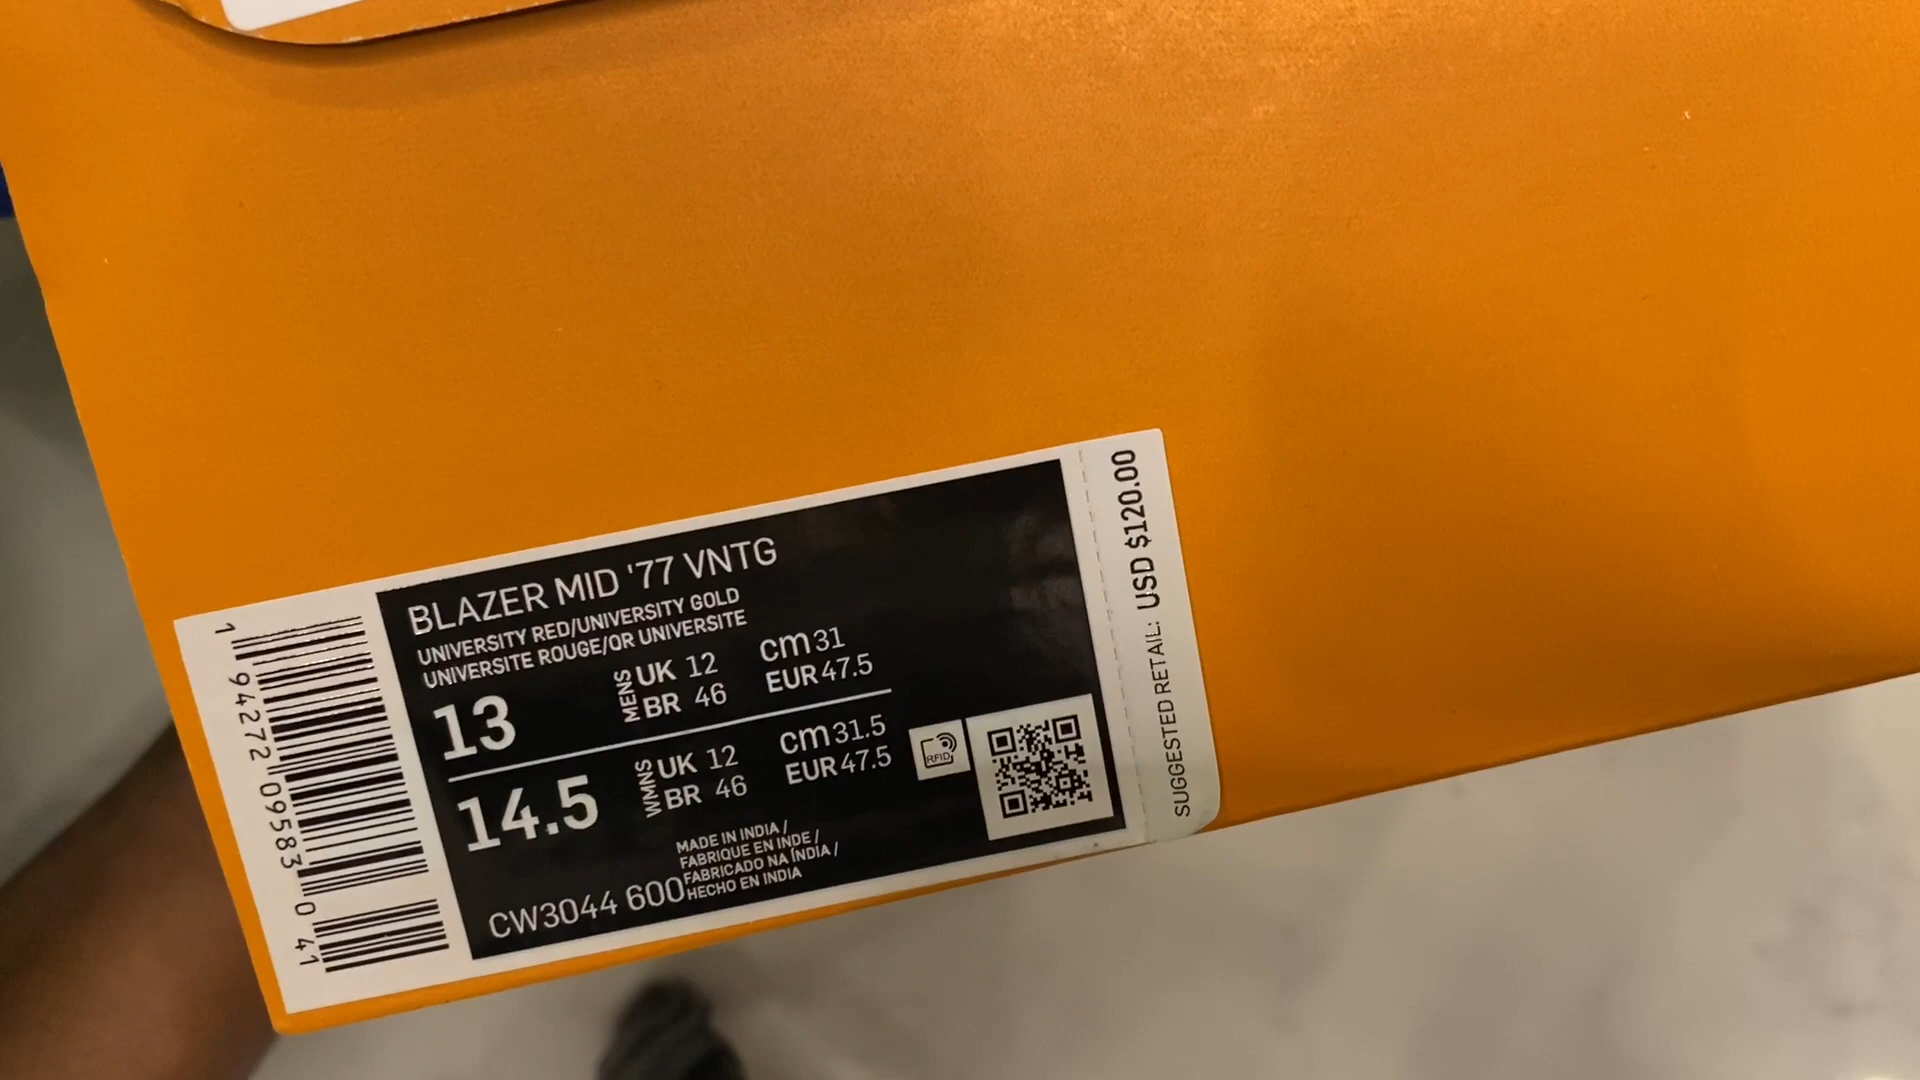 BLAZER MID '77 VNTG
UNIVERSITY RED/UNIVERSITY GOLD
UNIVERSITE ROUGE/OR UNIVERSITE
13
MENS
UK 12
BR 46
cm 31
EUR 47.5
14.5
WMNS
UK 12
BR 46
cm 31.5
EUR 47.5
RFID
MADE IN INDIA /
FABRIQUE EN INDE /
FABRICADO NA ÍNDIA /
HECHO EN INDIA
CW3044 600
1 94272 09583 0 41
SUGGESTED RETAIL: USD $120.00